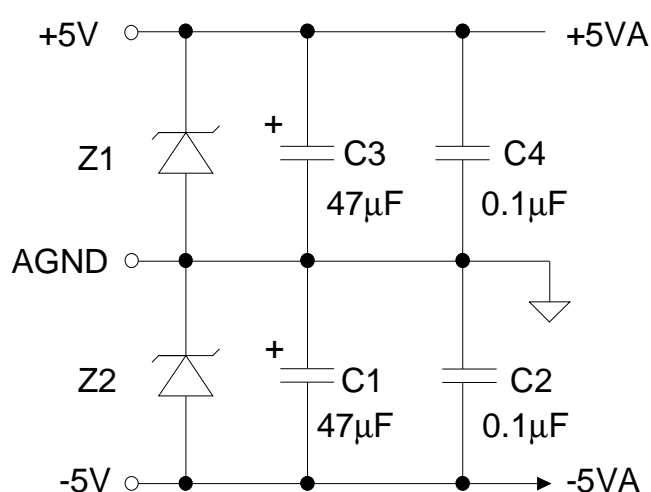 +5V +5VA
+
Z1 C3 C4
47µF 0.1µF
AGND
+
Z2 C1 C2
47µF 0.1µF
-5V -5VA